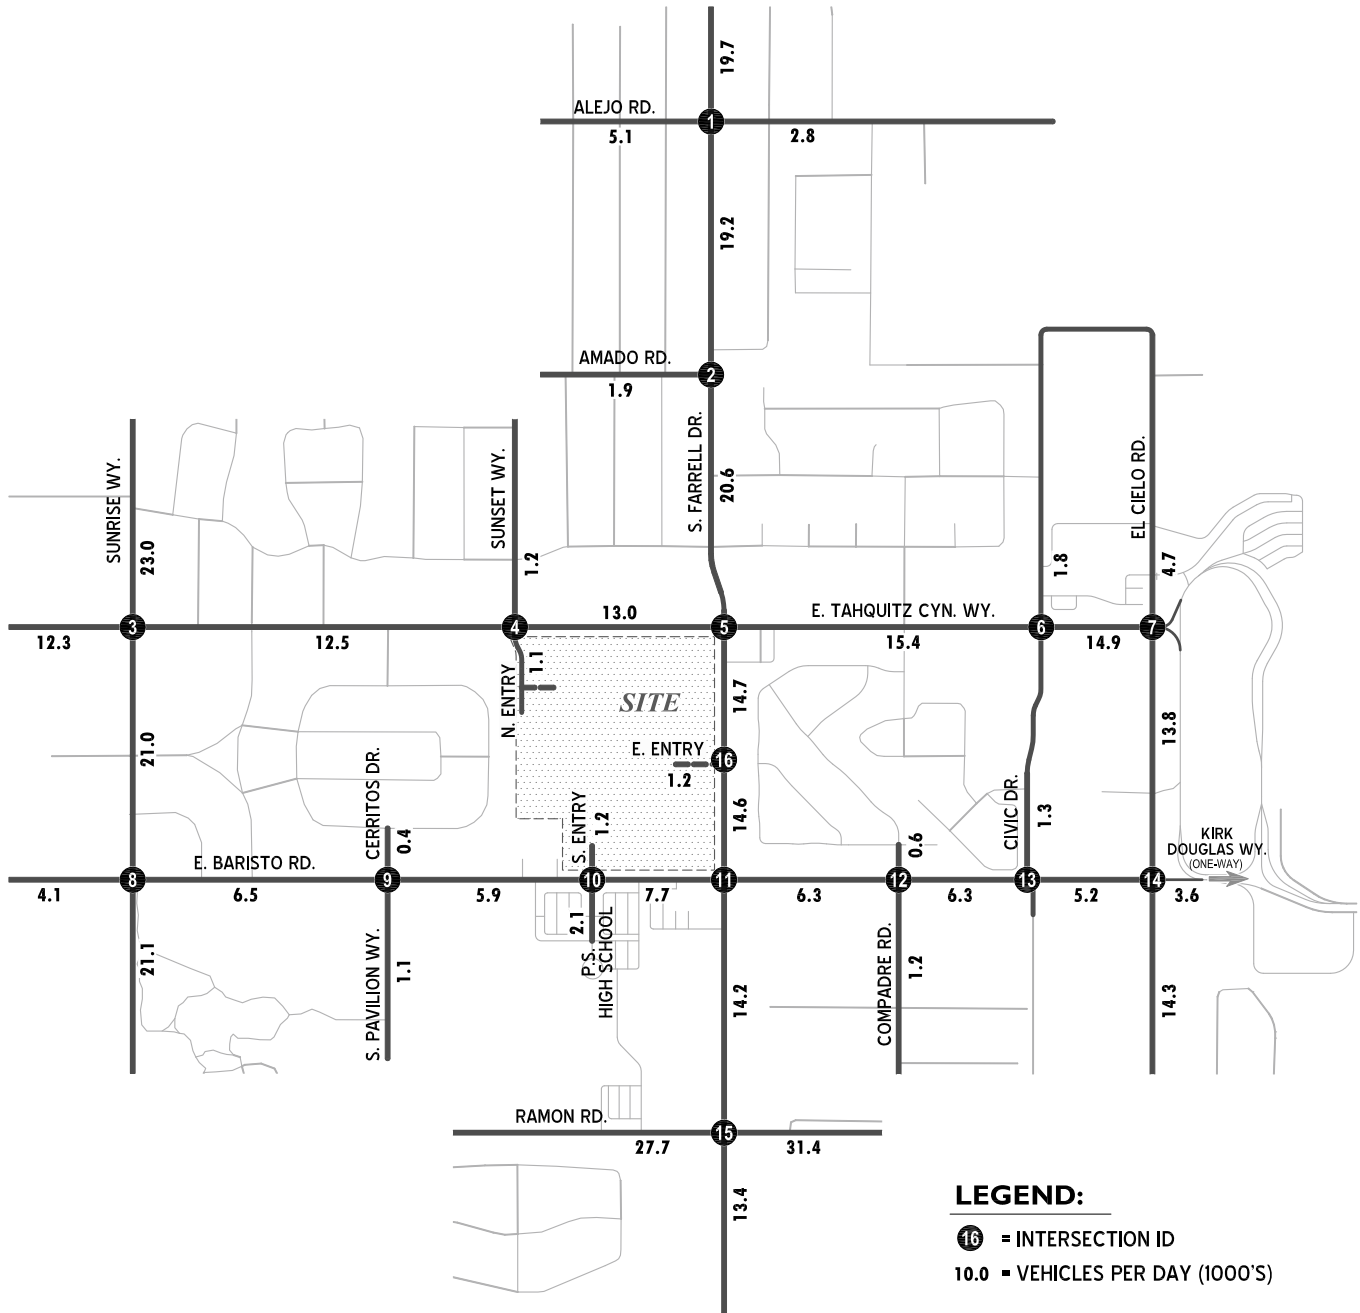 19.7
ALEJO RD.
1
5.1
2.8
19.2
AMADO RD.
2
1.9
S. FARRELL DR.
20.6
SUNRISE WY.
23.0
SUNSET WY.
1.2
1.8
EL CIELO RD.
4.7
13.0
E. TAHQUITZ CYN. WY.
3
4
5
6
7
12.3
12.5
15.4
14.9
1.1
N. ENTRY
SITE
14.7
13.8
21.0
E. ENTRY
16
1.2
CERRITOS DR.
0.4
S. ENTRY
1.2
14.6
0.6
CIVIC DR.
1.3
KIRK
DOUGLAS WY.
(ONE-WAY)
E. BARISTO RD.
8
9
10
11
12
13
14
4.1
6.5
5.9
7.7
6.3
6.3
5.2
3.6
21.1
S. PAVILION WY.
1.1
2.1
P.S.
HIGH SCHOOL
14.2
COMPADRE RD.
1.2
14.3
RAMON RD.
15
27.7
31.4
13.4
LEGEND:
16 = INTERSECTION ID
10.0 = VEHICLES PER DAY (1000'S)